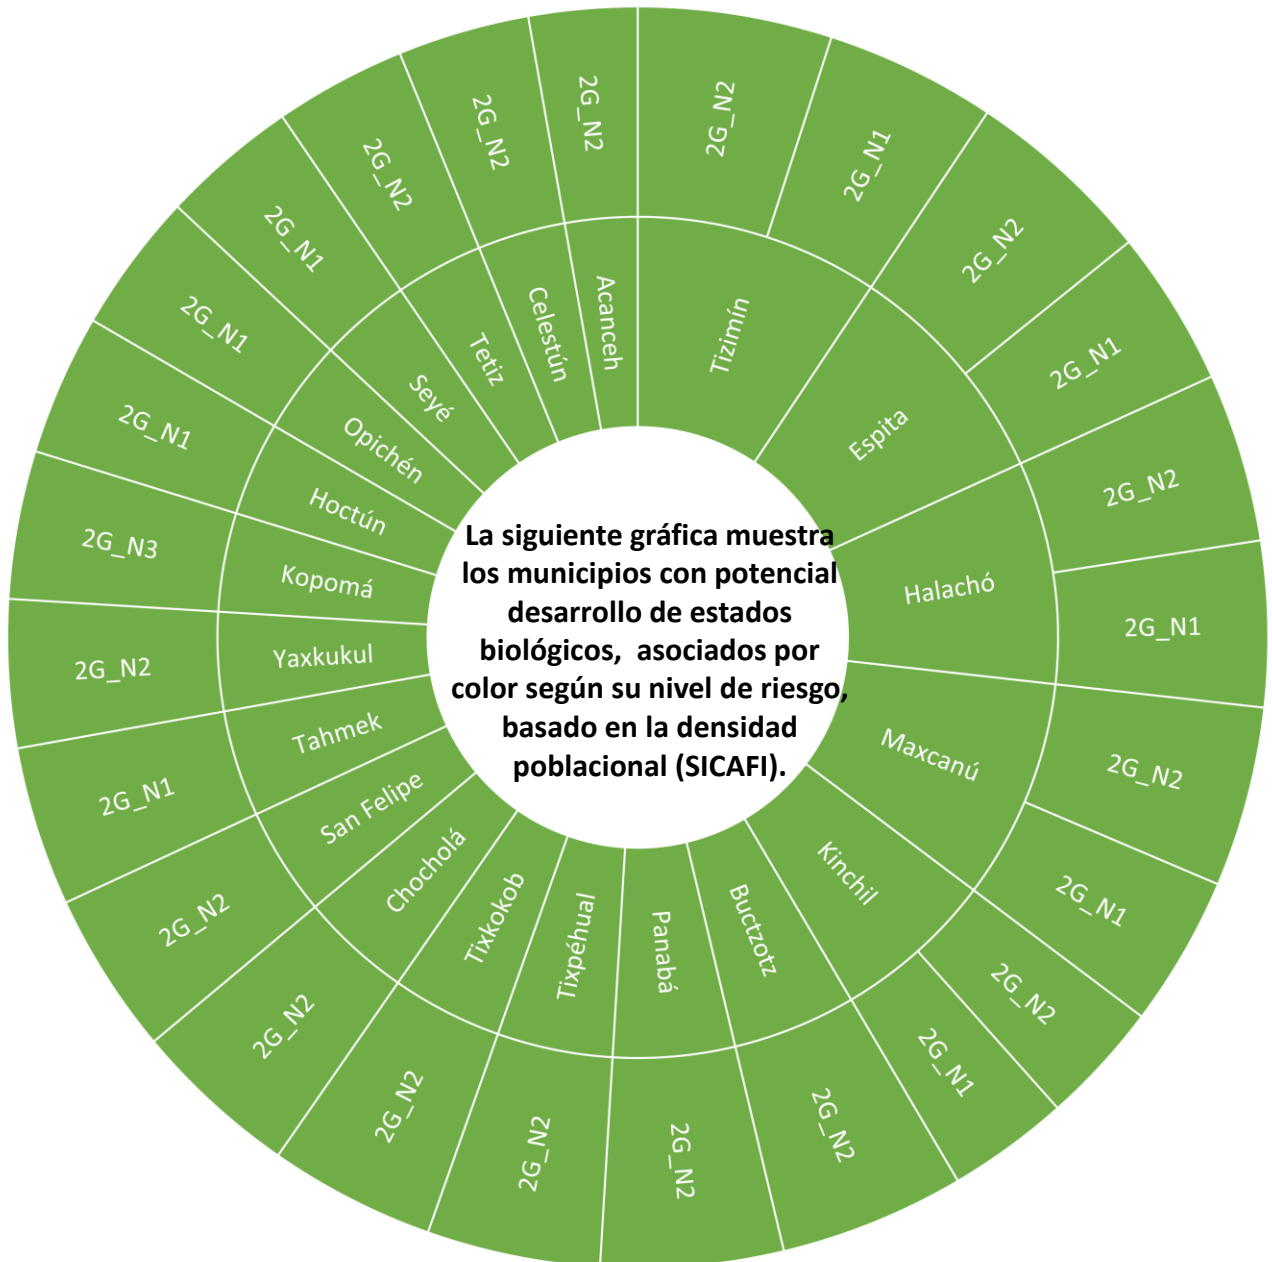 La siguiente gráfica muestra
los municipios con potencial
desarrollo de estados
biológicos, asociados por
color según su nivel de riesgo,
basado en la densidad
poblacional (SICAFI).
Tizimín
2G_N2
2G_N1
Espita
2G_N2
2G_N1
Halachó
2G_N2
2G_N1
Maxcanú
2G_N2
2G_N1
Kinchil
2G_N2
2G_N1
Buctzotz
2G_N2
Panabá
2G_N2
Tixpéhual
2G_N2
Tixkokob
2G_N2
Chocholá
2G_N2
San Felipe
2G_N2
Tahmek
2G_N1
Yaxkukul
2G_N2
Kopomá
2G_N3
Hoctún
2G_N1
Opichén
2G_N1
Seyé
2G_N1
Tetiz
2G_N2
Celestún
2G_N2
Acanceh
2G_N2